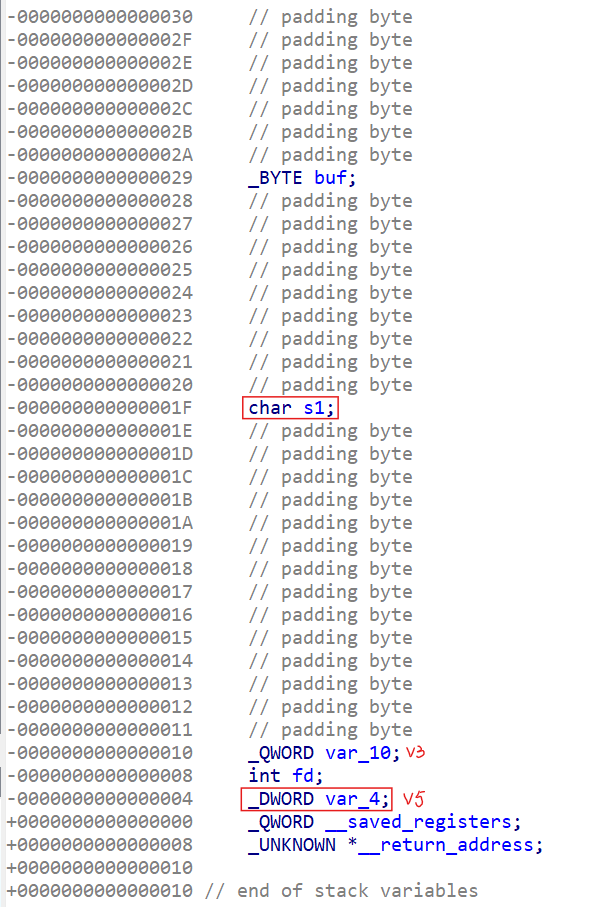 -0000000000000030 // padding byte
-000000000000002F // padding byte
-000000000000002E // padding byte
-000000000000002D // padding byte
-000000000000002C // padding byte
-000000000000002B // padding byte
-000000000000002A // padding byte
-0000000000000029 _BYTE buf;
-0000000000000028 // padding byte
-0000000000000027 // padding byte
-0000000000000026 // padding byte
-0000000000000025 // padding byte
-0000000000000024 // padding byte
-0000000000000023 // padding byte
-0000000000000022 // padding byte
-0000000000000021 // padding byte
-0000000000000020 // padding byte
-000000000000001F char s1;
-000000000000001E // padding byte
-000000000000001D // padding byte
-000000000000001C // padding byte
-000000000000001B // padding byte
-000000000000001A // padding byte
-0000000000000019 // padding byte
-0000000000000018 // padding byte
-0000000000000017 // padding byte
-0000000000000016 // padding byte
-0000000000000015 // padding byte
-0000000000000014 // padding byte
-0000000000000013 // padding byte
-0000000000000012 // padding byte
-0000000000000011 // padding byte
-0000000000000010 _QWORD var_10; v3
-0000000000000008 int fd;
-0000000000000004 _DWORD var_4; v5
+0000000000000000 _QWORD __saved_registers;
+0000000000000008 _UNKNOWN *__return_address;
+0000000000000010
+0000000000000010 // end of stack variables